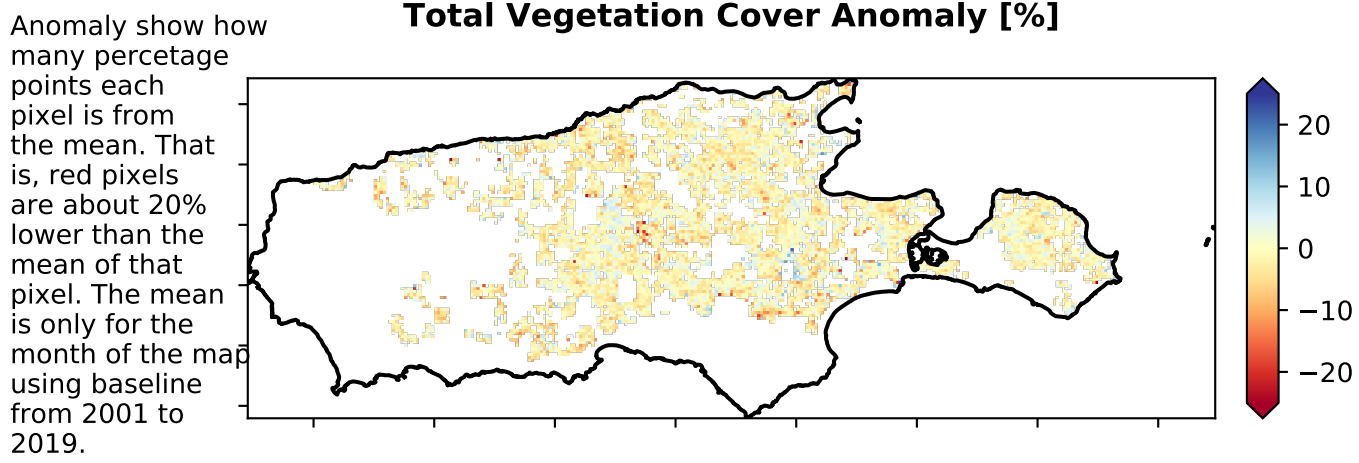 Total Vegetation Cover Anomaly [%]
Anomaly show how
many percetage
points each
pixel is from
the mean. That
is, red pixels
are about 20%
lower than the
mean of that
pixel. The mean
is only for the
month of the map
using baseline
from 2001 to
2019.
20
10
0
−10
−20